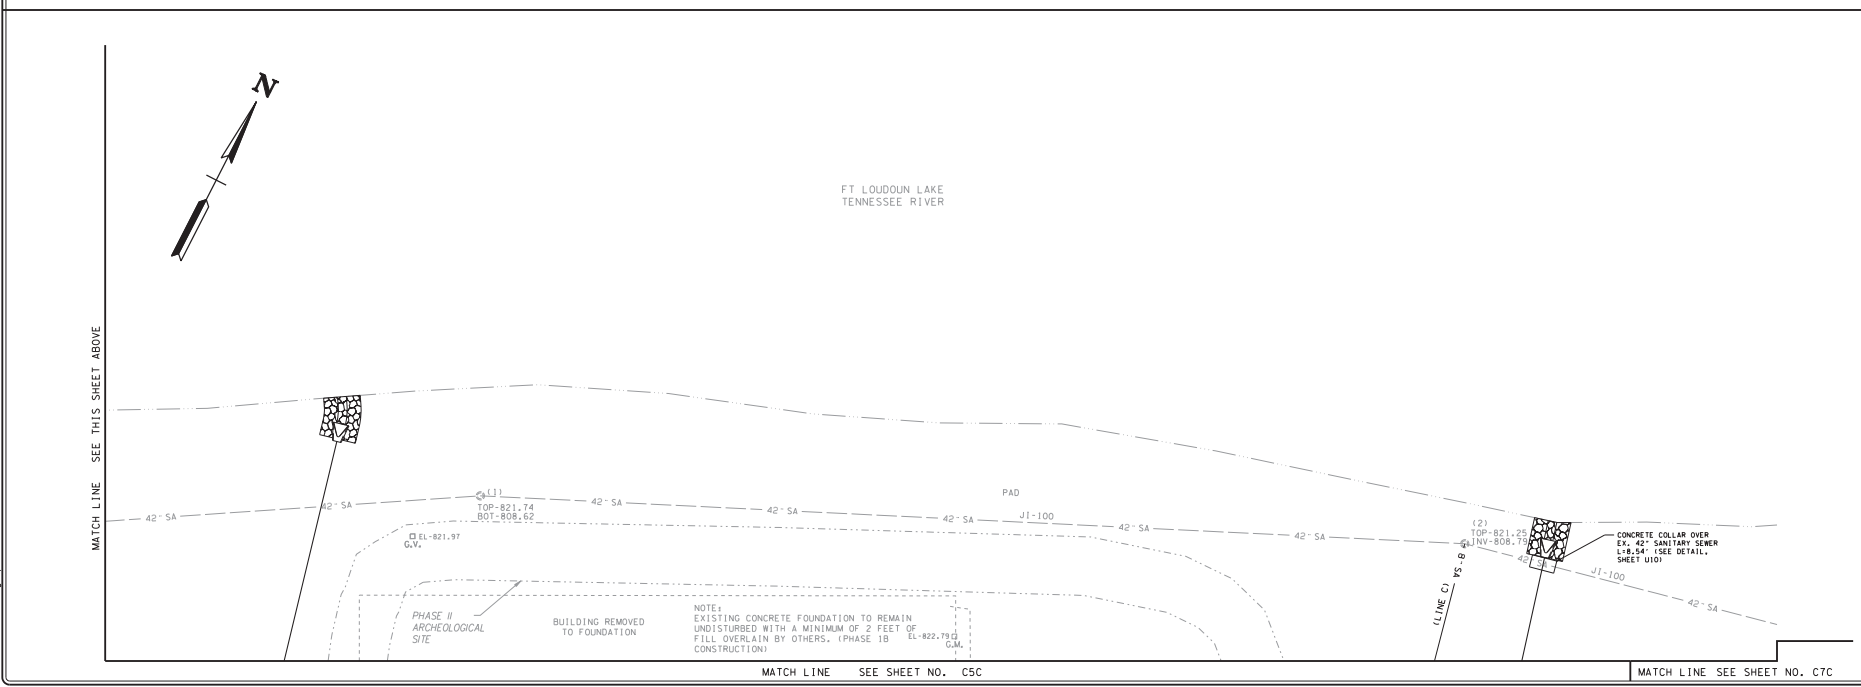 N
FT LOUDOUN LAKE
TENNESSEE RIVER
MATCH LINE SEE THIS SHEET ABOVE
42" SA
42" SA
(1)
TOP-821.74
BOT-808.62
42" SA
42" SA
PAD
42" SA
J1-100
42" SA
42" SA
(2)
TOP-821.25
INV-808.79
42" SA
CONCRETE COLLAR OVER
EX. 42" SANITARY SEWER
L=8.54' (SEE DETAIL,
SHEET U10)
J1-100
42" SA
EL-821.97
G.V.
8"-SA
(LINE C)
PHASE II
ARCHEOLOGICAL
SITE
BUILDING REMOVED
TO FOUNDATION
NOTE:
EXISTING CONCRETE FOUNDATION TO REMAIN
UNDISTURBED WITH A MINIMUM OF 2 FEET OF
FILL OVERLAIN BY OTHERS. (PHASE 1B
CONSTRUCTION)
EL-822.79
G.M.
MATCH LINE SEE SHEET NO. C5C
MATCH LINE SEE SHEET NO. C7C